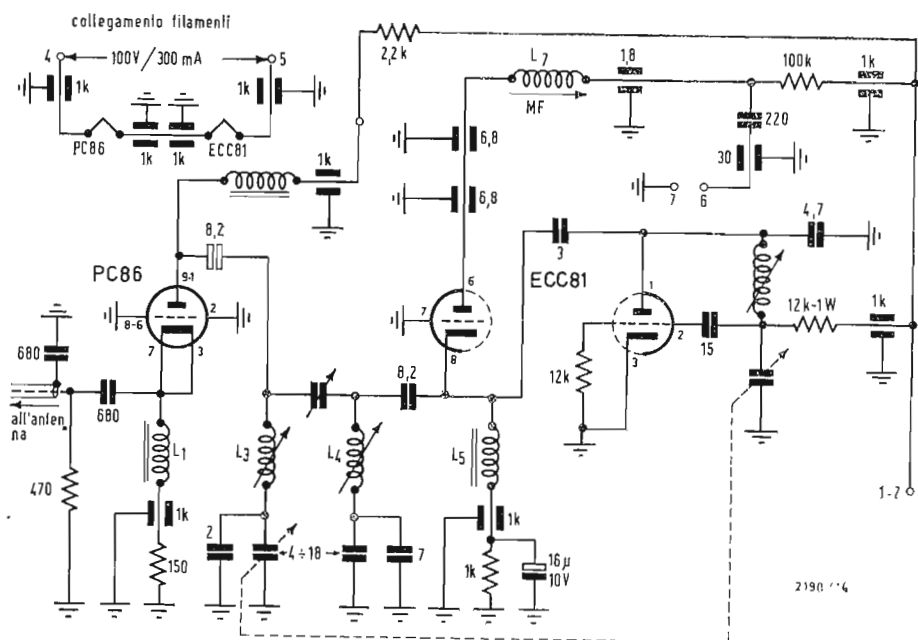 collegamento filamenti
4 100V/300 mA 5
1k 1k
PC86 1k 1k ECC81
2,2k
L7
MF
1,8
100k
1k
220
30
7 6
6,8
6,8
1k
8,2
PC86
9-1
8-6 2
7 3
680
680
all'anten,
na
470
L1
1k
150
L3
2
4÷18
L4
7
8,2
6
7
8
L5
1k
1k
16µ
10V
3
ECC81
1
2
3
12k
15
4,7
12k-1W
1k
1-2